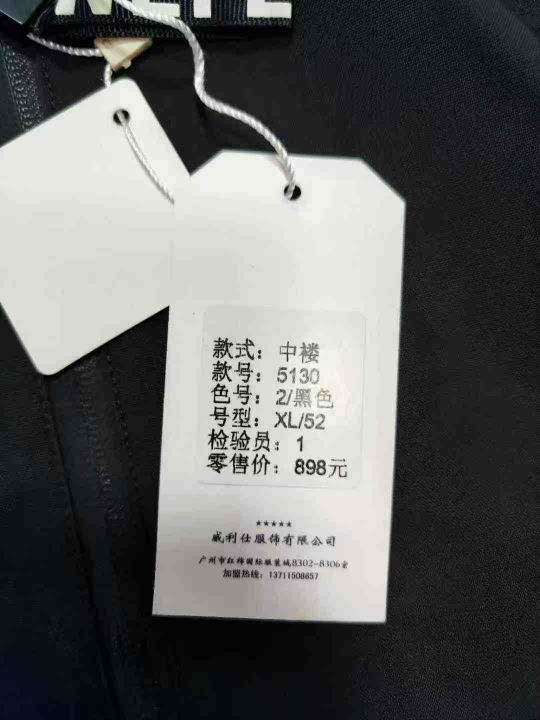 款式：中褛
款号：5130
色号：2/黑色
号型：XL/52
检验员：1
零售价：898元
★★★★★
威利仕服饰有限公司
广州市红棉国际服装城8302-8306室
加盟热线：13711508657